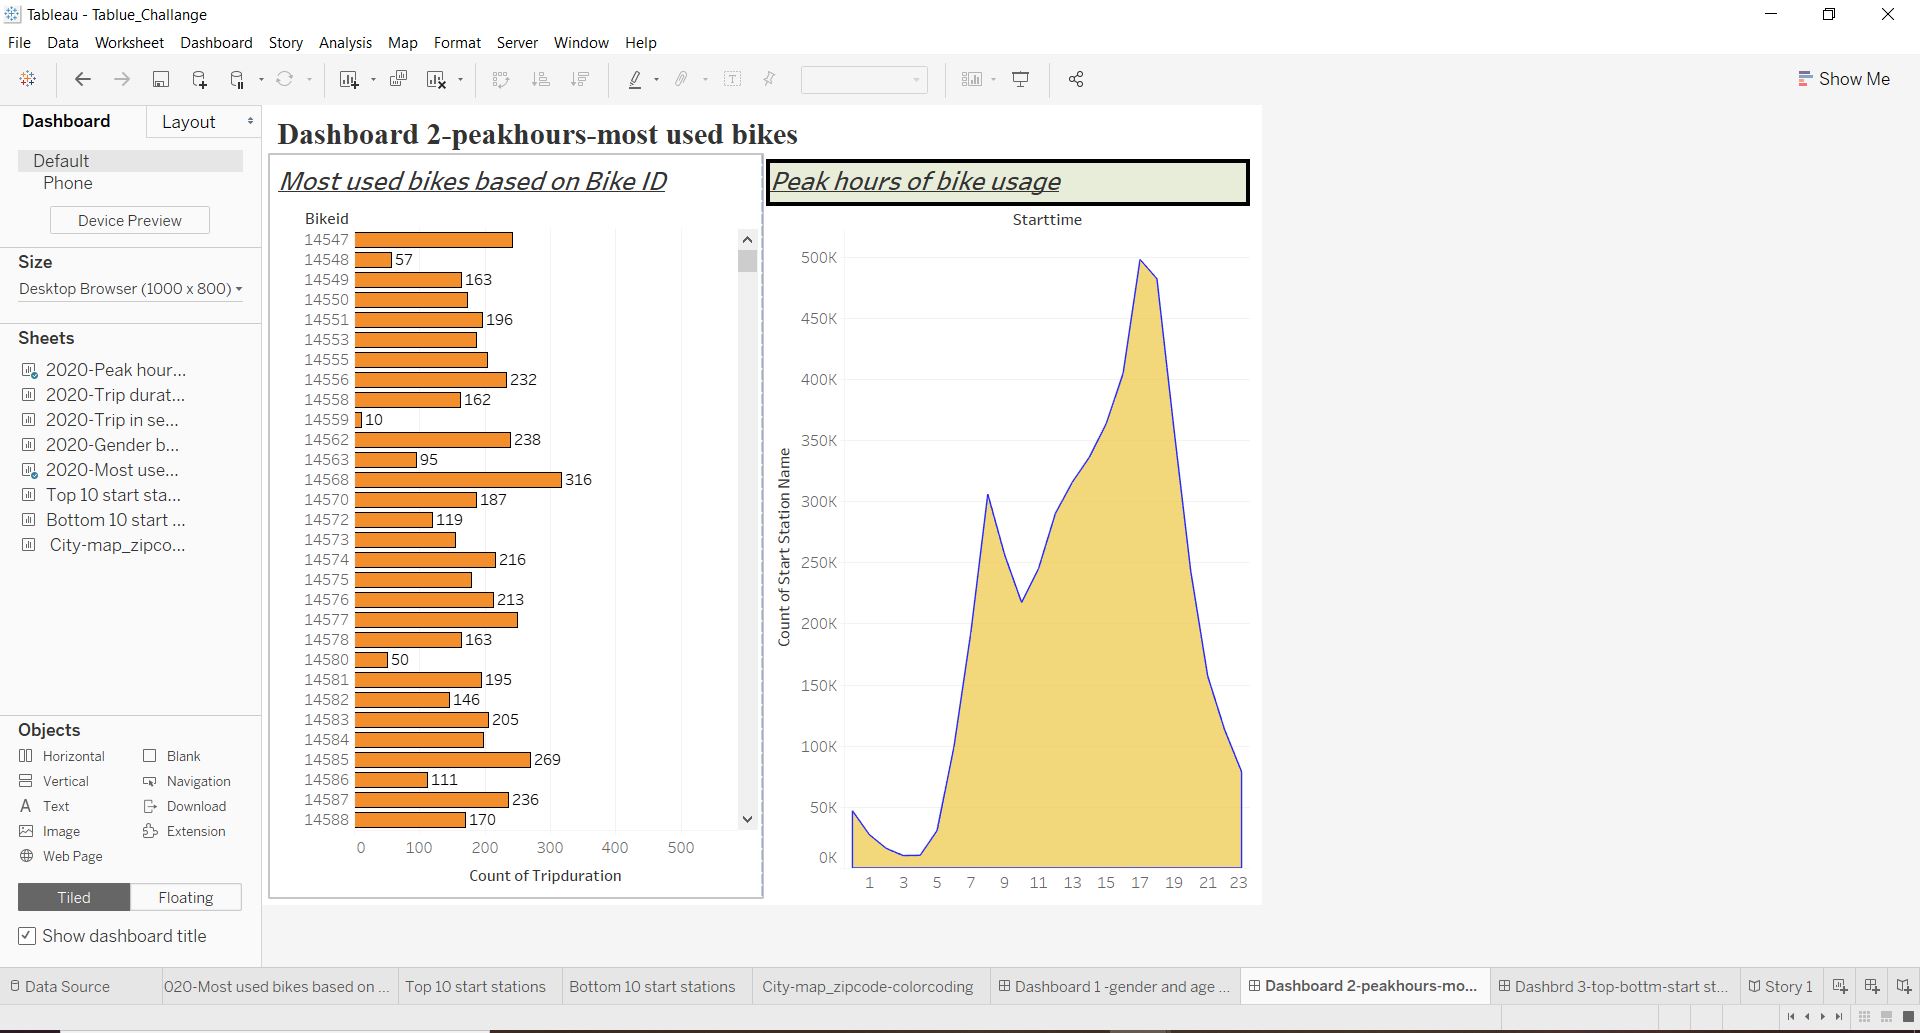 Tableau - Tablue_Challange
File Data Worksheet Dashboard Story Analysis Map Format Server Window Help
Show Me
Dashboard Layout
Default
Phone
Device Preview
Size
Desktop Browser (1000 x 800)
Sheets
2020-Peak hour...
2020-Trip durat...
2020-Trip in se...
2020-Gender b...
2020-Most use...
Top 10 start sta...
Bottom 10 start ...
City-map_zipco...
Objects
Horizontal Blank
Vertical Navigation
Text Download
Image Extension
Web Page
Tiled Floating
Show dashboard title
Dashboard 2-peakhours-most used bikes
Most used bikes based on Bike ID
Bikeid
14547
14548 57
14549 163
14550
14551 196
14553
14555
14556 232
14558 162
14559 10
14562 238
14563 95
14568 316
14570 187
14572 119
14573
14574 216
14575
14576 213
14577
14578 163
14580 50
14581 195
14582 146
14583 205
14584
14585 269
14586 111
14587 236
14588 170
0 100 200 300 400 500
Count of Tripduration
Peak hours of bike usage
Starttime
Count of Start Station Name
500K
450K
400K
350K
300K
250K
200K
150K
100K
50K
0K
1 3 5 7 9 11 13 15 17 19 21 23
Data Source 020-Most used bikes based on ... Top 10 start stations Bottom 10 start stations City-map_zipcode-colorcoding Dashboard 1 -gender and age ... Dashboard 2-peakhours-mo... Dashbrd 3-top-bottm-start st... Story 1